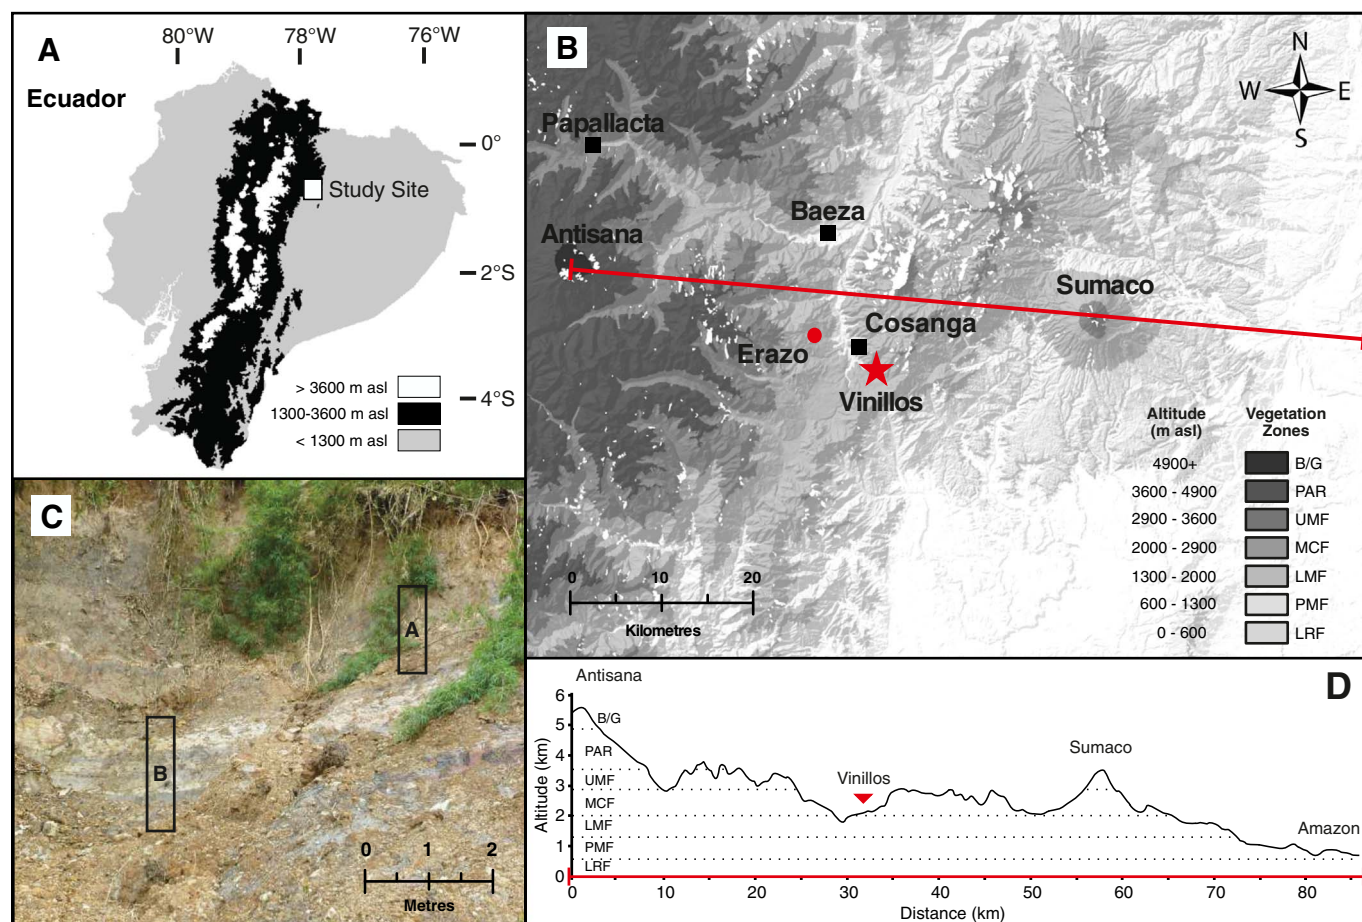 A
80°W 78°W 76°W
Ecuador
0°
Study Site
2°S
4°S
> 3600 m asl
1300-3600 m asl
< 1300 m asl
B
N
W E
S
Papallacta
Baeza
Antisana
Sumaco
Cosanga
Erazo
Vinillos
Altitude Vegetation
(m asl) Zones
4900+ B/G
3600 - 4900 PAR
2900 - 3600 UMF
2000 - 2900 MCF
1300 - 2000 LMF
600 - 1300 PMF
0 - 600 LRF
0 10 20
Kilometres
C
A
B
0 1 2
Metres
D
Antisana
Sumaco
Vinillos
Amazon
B/G
PAR
UMF
MCF
LMF
PMF
LRF
Altitude (km)
6
5
4
3
2
1
0
0 10 20 30 40 50 60 70 80
Distance (km)